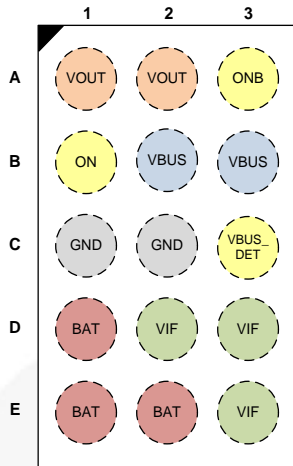 1 2 3
A VOUT VOUT ONB
B ON VBUS VBUS
C GND GND VBUS_
DET
D BAT VIF VIF
E BAT BAT VIF